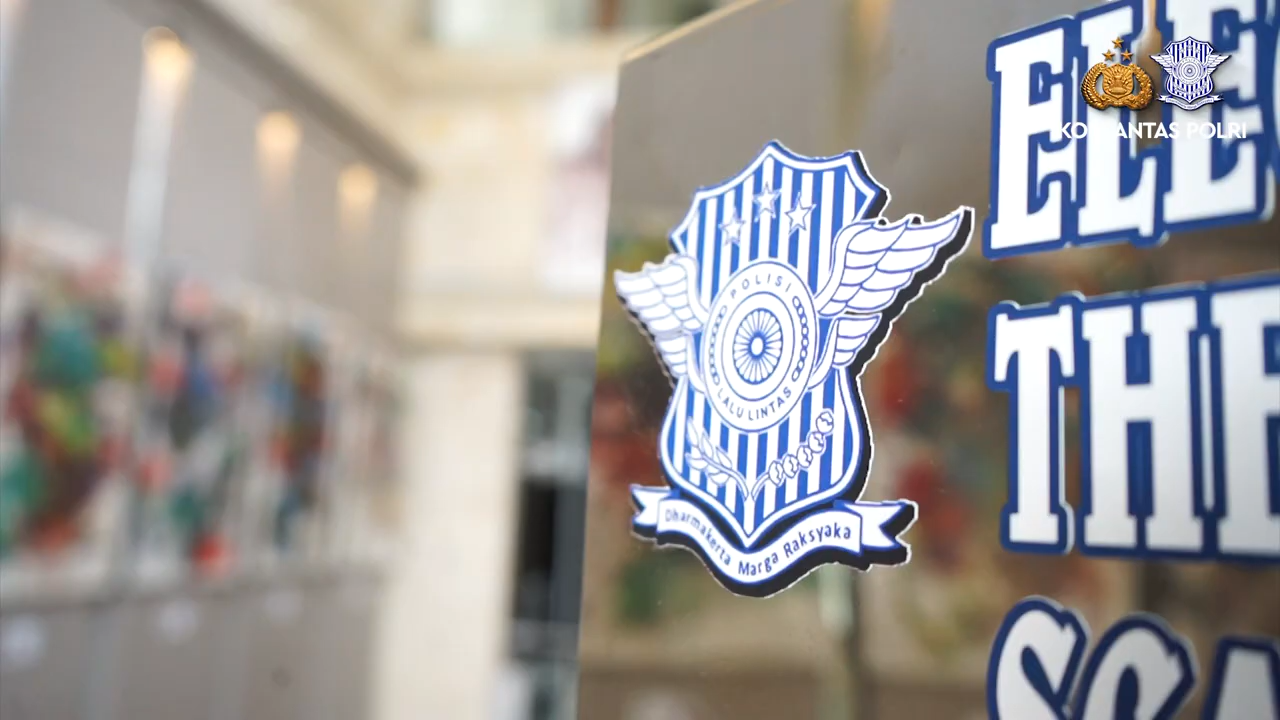 POLISI
LALU LINTAS
Dharmakerta Marga Raksyaka
ELE
THE
KORLANTAS POLRI